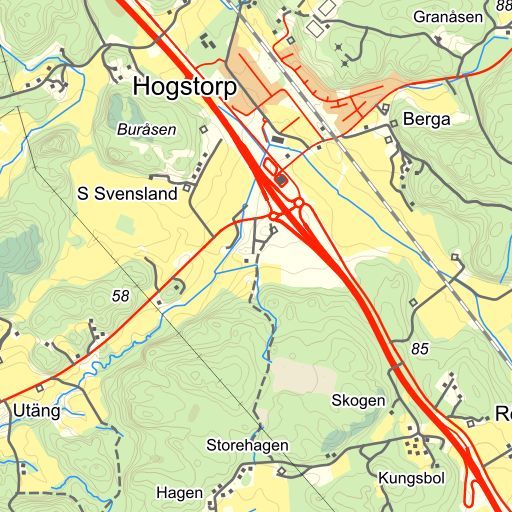 Granåsen
88
Hogstorp
Berga
Buråsen
S Svensland
58
85
Skogen
Utäng
Storehagen
Kungsbol
Hagen